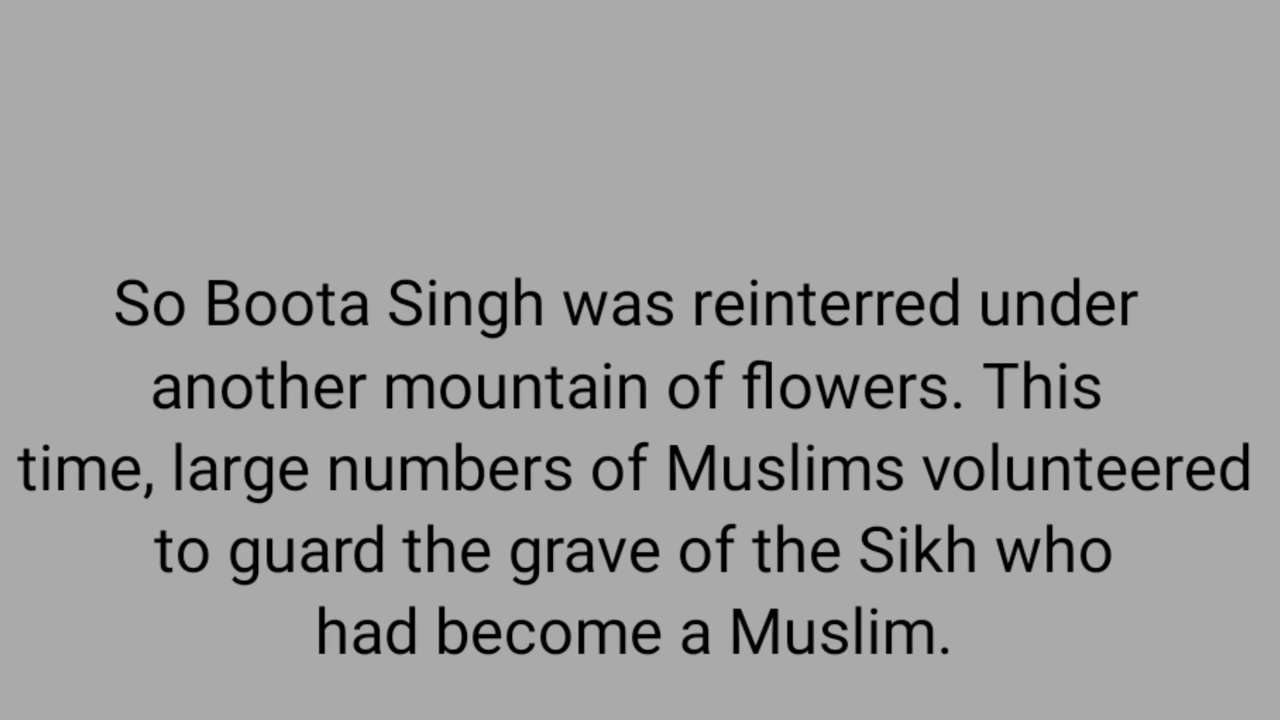 So Boota Singh was reinterred under
another mountain of flowers. This
time, large numbers of Muslims volunteered
to guard the grave of the Sikh who
had become a Muslim.